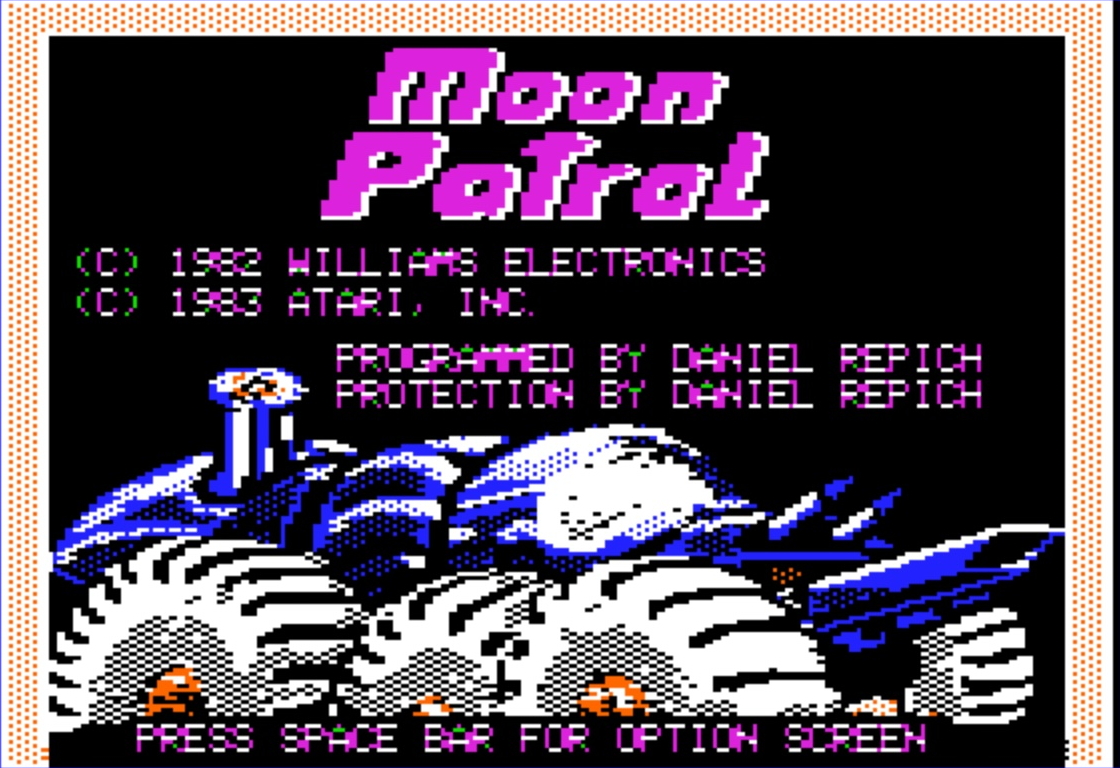 Moon
Patrol
(C) 1982 WILLIAMS ELECTRONICS
(C) 1983 ATARI, INC.
PROGRAMMED BY DANIEL REPICH
PROTECTION BY DANIEL REPICH
PRESS SPACE BAR FOR OPTION SCREEN